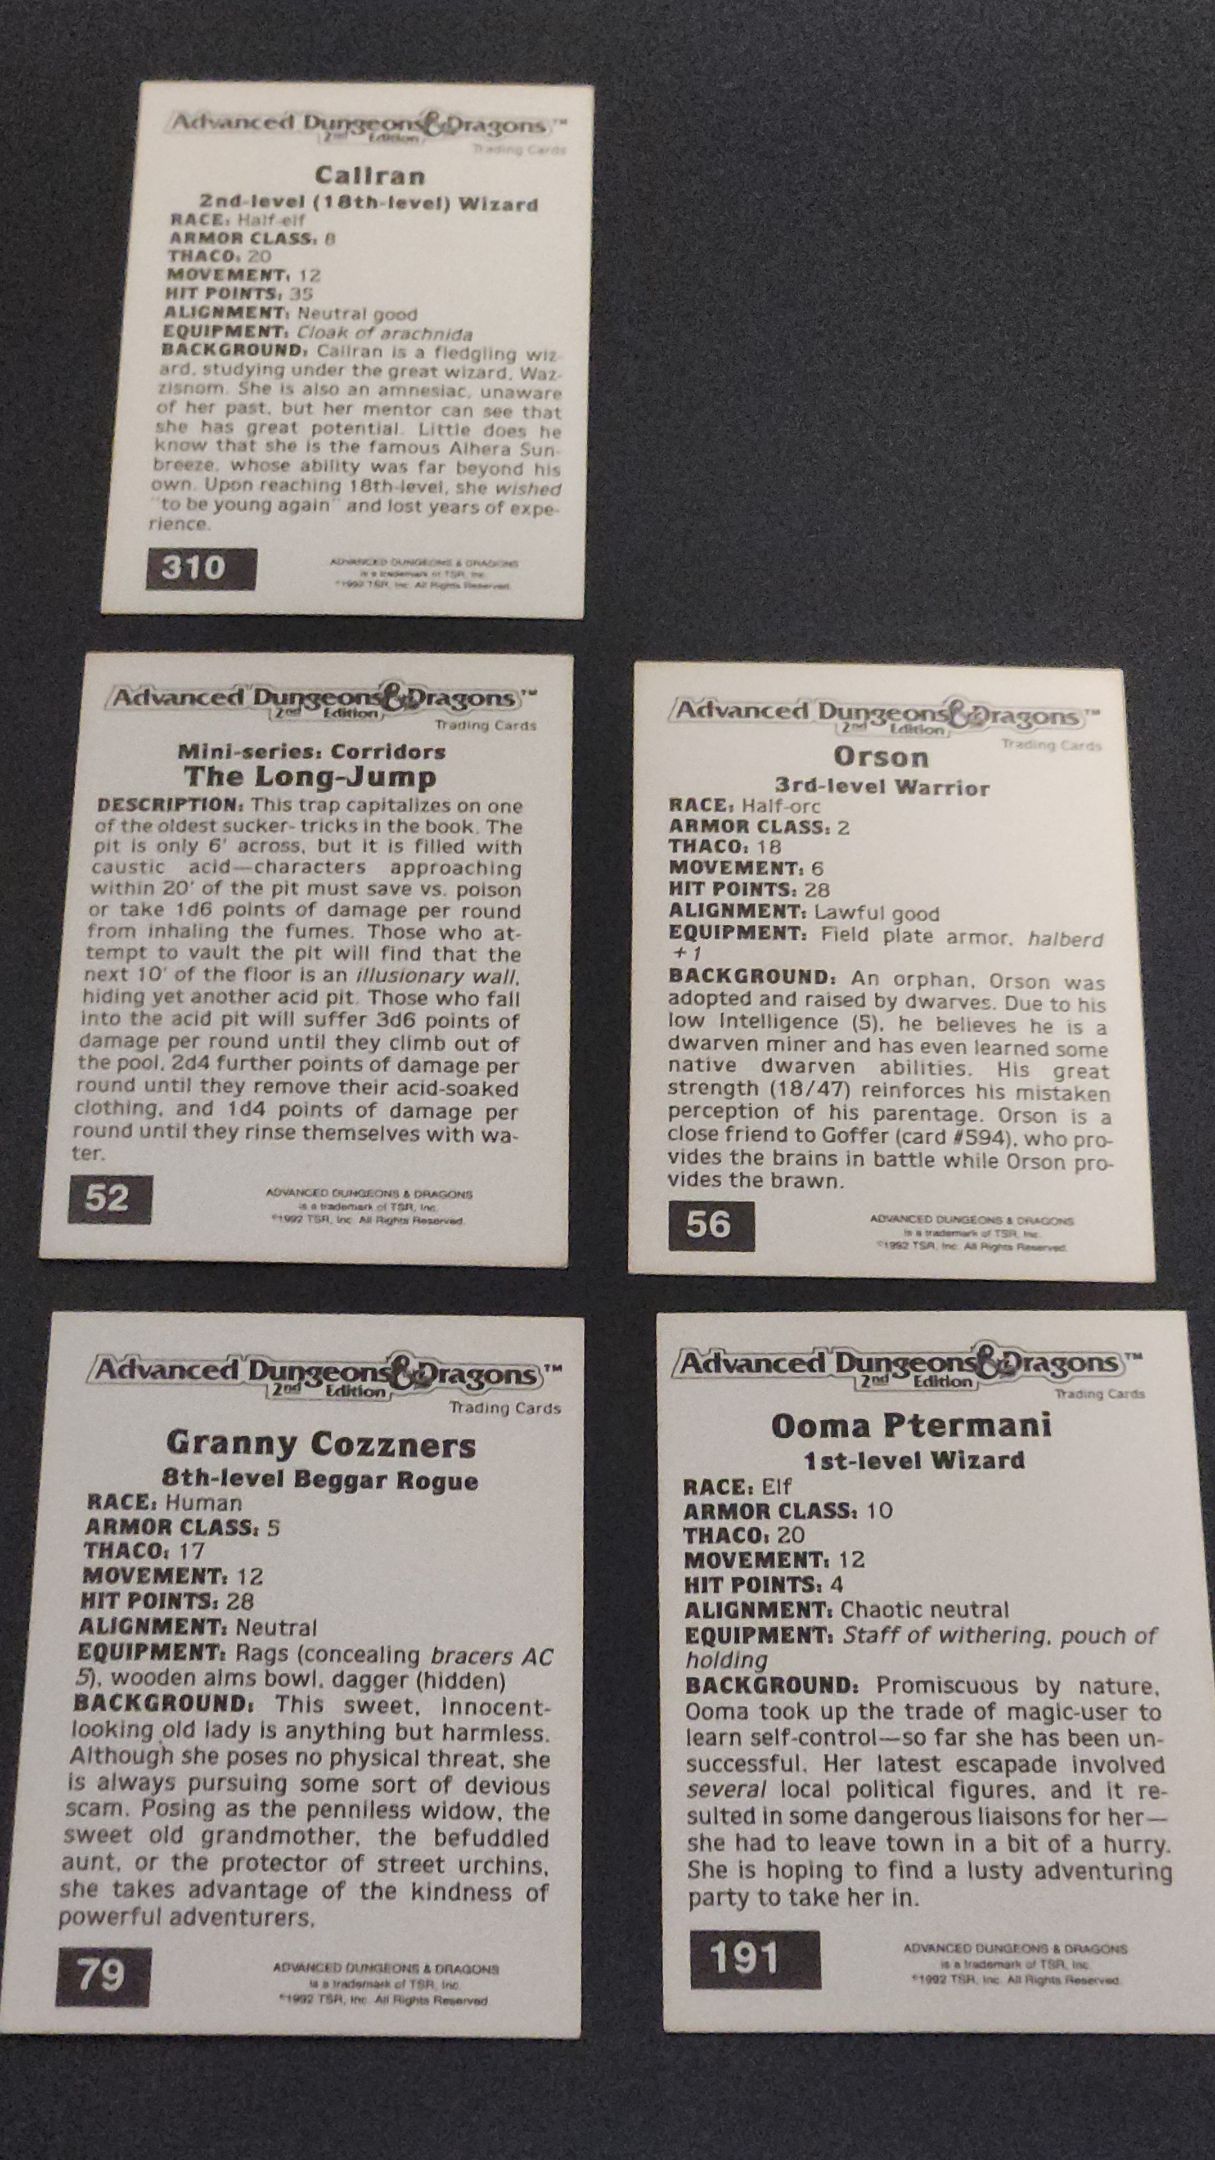 Advanced Dungeons & Dragons™
2nd Edition
Trading Cards
Caliran
2nd-level (18th-level) Wizard
RACE: Half-elf
ARMOR CLASS: 8
THACO: 20
MOVEMENT: 12
HIT POINTS: 35
ALIGNMENT: Neutral good
EQUIPMENT: Cloak of arachnida
BACKGROUND: Caliran is a fledgling wiz-
ard, studying under the great wizard, Waz-
zisnom. She is also an amnesiac, unaware
of her past, but her mentor can see that
she has great potential. Little does he
know that she is the famous Alhera Sun-
breeze, whose ability was far beyond his
own. Upon reaching 18th-level, she wished
"to be young again" and lost years of expe-
rience.
310
ADVANCED DUNGEONS & DRAGONS
is a trademark of TSR, Inc.
©1992 TSR, Inc. All Rights Reserved.
Advanced Dungeons & Dragons™
2nd Edition
Trading Cards
Mini-series: Corridors
The Long-Jump
DESCRIPTION: This trap capitalizes on one
of the oldest sucker- tricks in the book. The
pit is only 6' across, but it is filled with
caustic acid—characters approaching
within 20' of the pit must save vs. poison
or take 1d6 points of damage per round
from inhaling the fumes. Those who at-
tempt to vault the pit will find that the
next 10' of the floor is an illusionary wall,
hiding yet another acid pit. Those who fall
into the acid pit will suffer 3d6 points of
damage per round until they climb out of
the pool, 2d4 further points of damage per
round until they remove their acid-soaked
clothing, and 1d4 points of damage per
round until they rinse themselves with wa-
ter.
52
ADVANCED DUNGEONS & DRAGONS
is a trademark of TSR, Inc.
©1992 TSR, Inc. All Rights Reserved.
Advanced Dungeons & Dragons™
2nd Edition
Trading Cards
Orson
3rd-level Warrior
RACE: Half-orc
ARMOR CLASS: 2
THACO: 18
MOVEMENT: 6
HIT POINTS: 28
ALIGNMENT: Lawful good
EQUIPMENT: Field plate armor, halberd
+1
BACKGROUND: An orphan, Orson was
adopted and raised by dwarves. Due to his
low Intelligence (5), he believes he is a
dwarven miner and has even learned some
native dwarven abilities. His great
strength (18/47) reinforces his mistaken
perception of his parentage. Orson is a
close friend to Goffer (card #594), who pro-
vides the brains in battle while Orson pro-
vides the brawn.
56
ADVANCED DUNGEONS & DRAGONS
is a trademark of TSR, Inc.
©1992 TSR, Inc. All Rights Reserved.
Advanced Dungeons & Dragons™
2nd Edition
Trading Cards
Granny Cozzners
8th-level Beggar Rogue
RACE: Human
ARMOR CLASS: 5
THACO: 17
MOVEMENT: 12
HIT POINTS: 28
ALIGNMENT: Neutral
EQUIPMENT: Rags (concealing bracers AC
5), wooden alms bowl, dagger (hidden)
BACKGROUND: This sweet, innocent-
looking old lady is anything but harmless.
Although she poses no physical threat, she
is always pursuing some sort of devious
scam. Posing as the penniless widow, the
sweet old grandmother, the befuddled
aunt, or the protector of street urchins,
she takes advantage of the kindness of
powerful adventurers.
79
ADVANCED DUNGEONS & DRAGONS
is a trademark of TSR, Inc.
©1992 TSR, Inc. All Rights Reserved.
Advanced Dungeons & Dragons™
2nd Edition
Trading Cards
Ooma Ptermani
1st-level Wizard
RACE: Elf
ARMOR CLASS: 10
THACO: 20
MOVEMENT: 12
HIT POINTS: 4
ALIGNMENT: Chaotic neutral
EQUIPMENT: Staff of withering, pouch of
holding
BACKGROUND: Promiscuous by nature,
Ooma took up the trade of magic-user to
learn self-control—so far she has been un-
successful. Her latest escapade involved
several local political figures, and it re-
sulted in some dangerous liaisons for her—
she had to leave town in a bit of a hurry.
She is hoping to find a lusty adventuring
party to take her in.
191
ADVANCED DUNGEONS & DRAGONS
is a trademark of TSR, Inc.
©1992 TSR, Inc. All Rights Reserved.